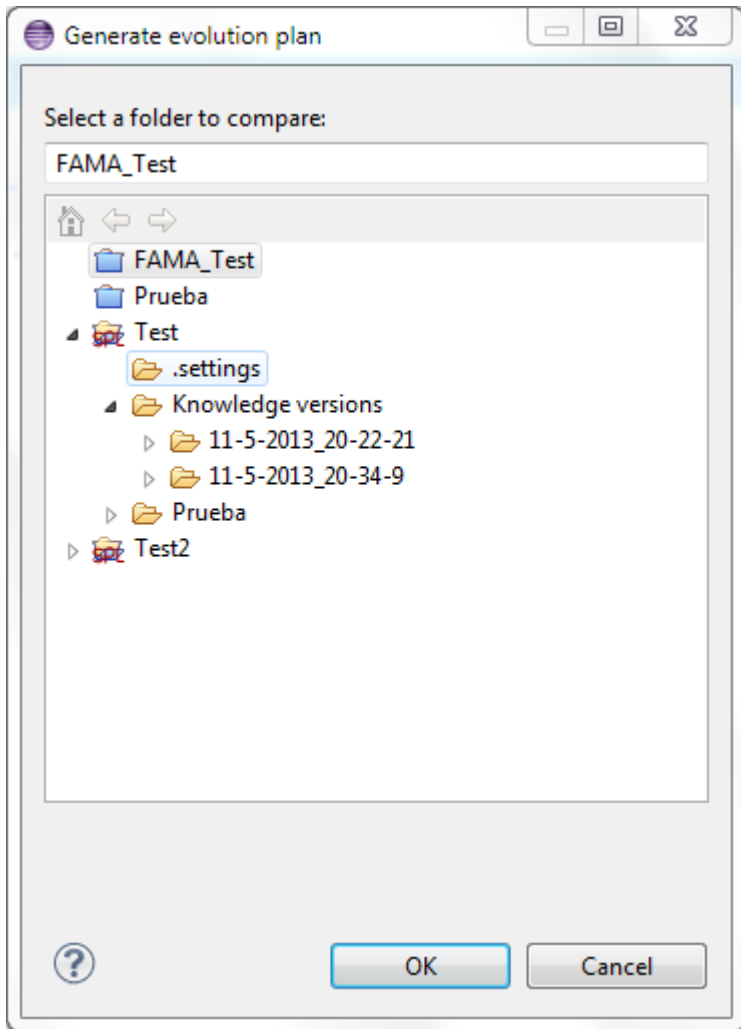 Generate evolution plan
Select a folder to compare:
FAMA_Test
FAMA_Test
Prueba
Test
.settings
Knowledge versions
11-5-2013_20-22-21
11-5-2013_20-34-9
Prueba
Test2
OK
Cancel